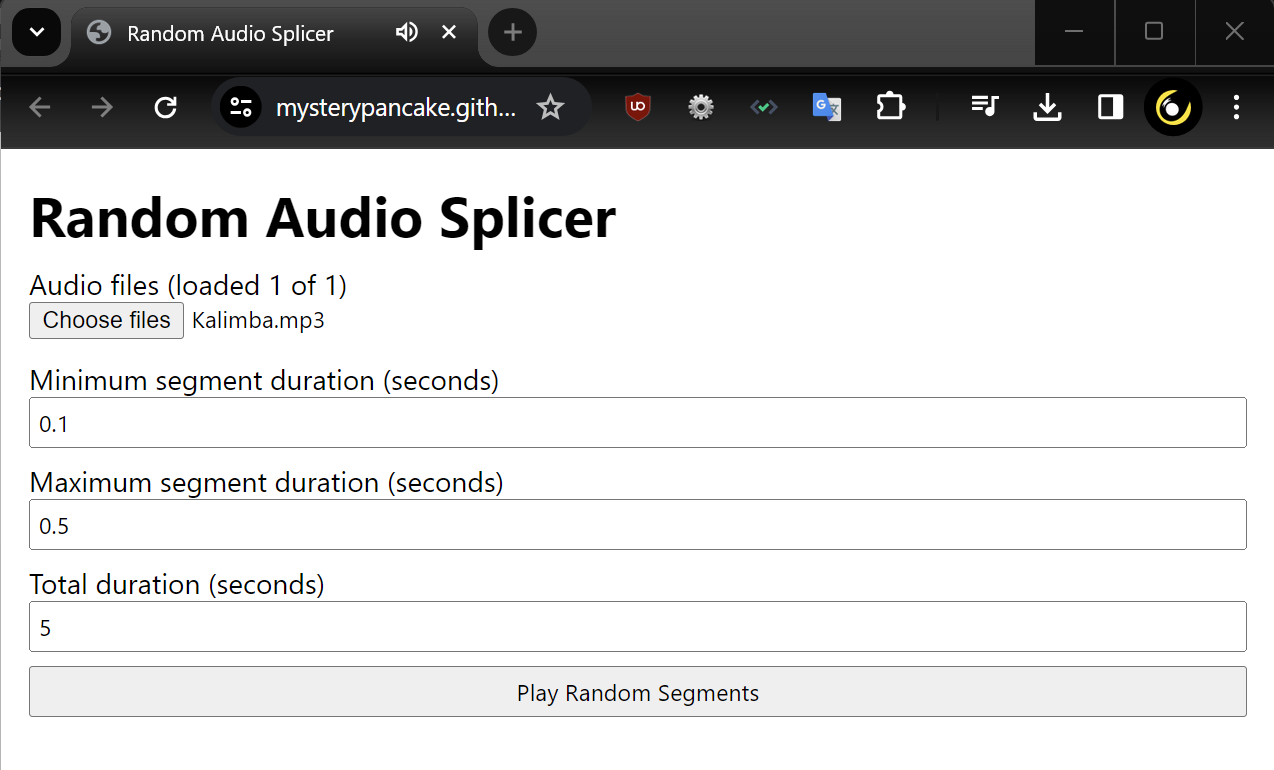 Random Audio Splicer
mysterypancake.gith...
Random Audio Splicer
Audio files (loaded 1 of 1)
Choose files Kalimba.mp3
Minimum segment duration (seconds)
0.1
Maximum segment duration (seconds)
0.5
Total duration (seconds)
5
Play Random Segments